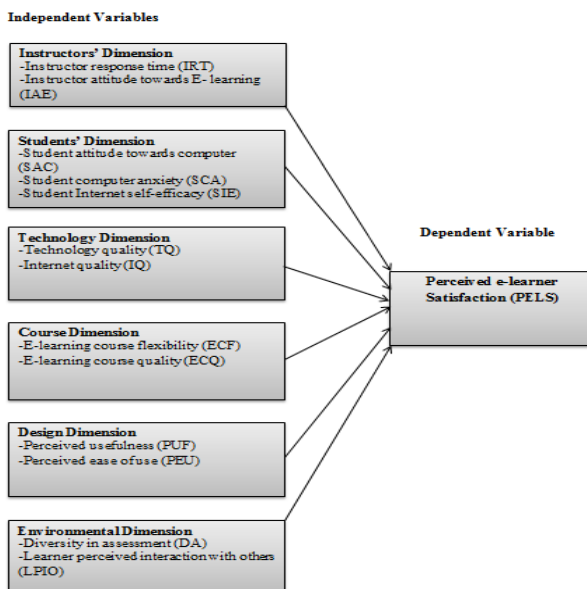 Independent Variables
Instructors' Dimension
-Instructor response time (IRT)
-Instructor attitude towards E- learning
(IAE)
Students' Dimension
-Student attitude towards computer
(SAC)
-Student computer anxiety (SCA)
-Student Internet self-efficacy (SIE)
Technology Dimension
-Technology quality (TQ)
-Internet quality (IQ)
Course Dimension
-E-learning course flexibility (ECF)
-E-learning course quality (ECQ)
Design Dimension
-Perceived usefulness (PUF)
-Perceived ease of use (PEU)
Environmental Dimension
-Diversity in assessment (DA)
-Learner perceived interaction with others
(LPIO)
Dependent Variable
Perceived e-learner
Satisfaction (PELS)